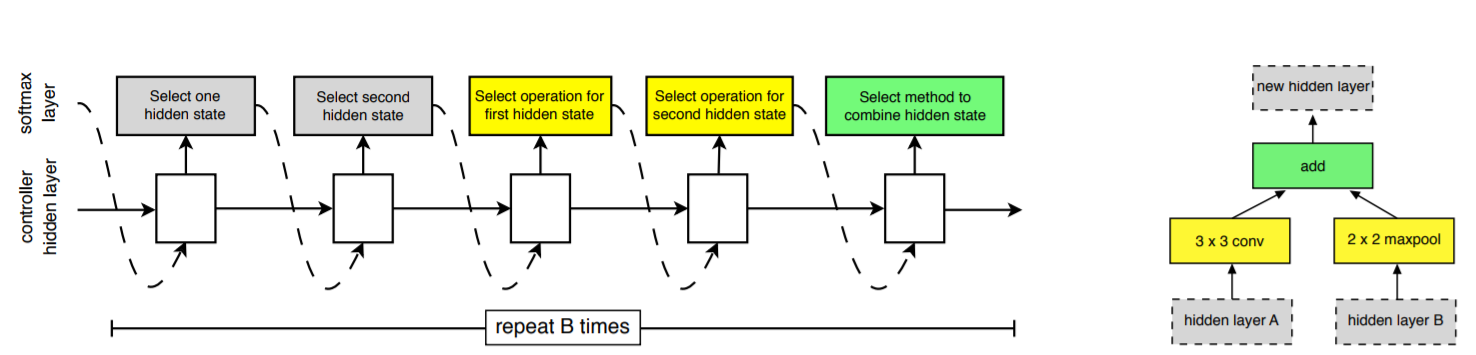 softmax
layer
Select one
hidden state
Select second
hidden state
Select operation for
first hidden state
Select operation for
second hidden state
Select method to
combine hidden state
controller
hidden layer
repeat B times
new hidden layer
add
3 x 3 conv
2 x 2 maxpool
hidden layer A
hidden layer B